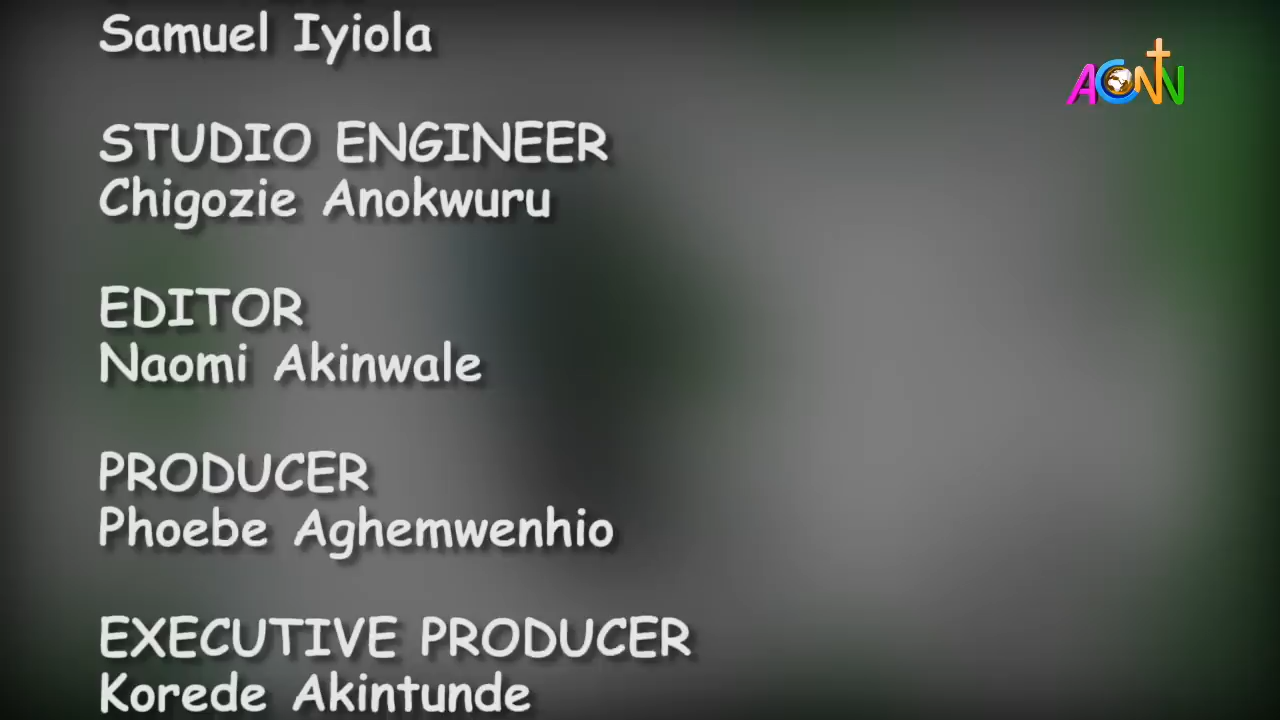 Samuel Iyiola
ACNN
STUDIO ENGINEER
Chigozie Anokwuru
EDITOR
Naomi Akinwale
PRODUCER
Phoebe Aghemwenhio
EXECUTIVE PRODUCER
Korede Akintunde